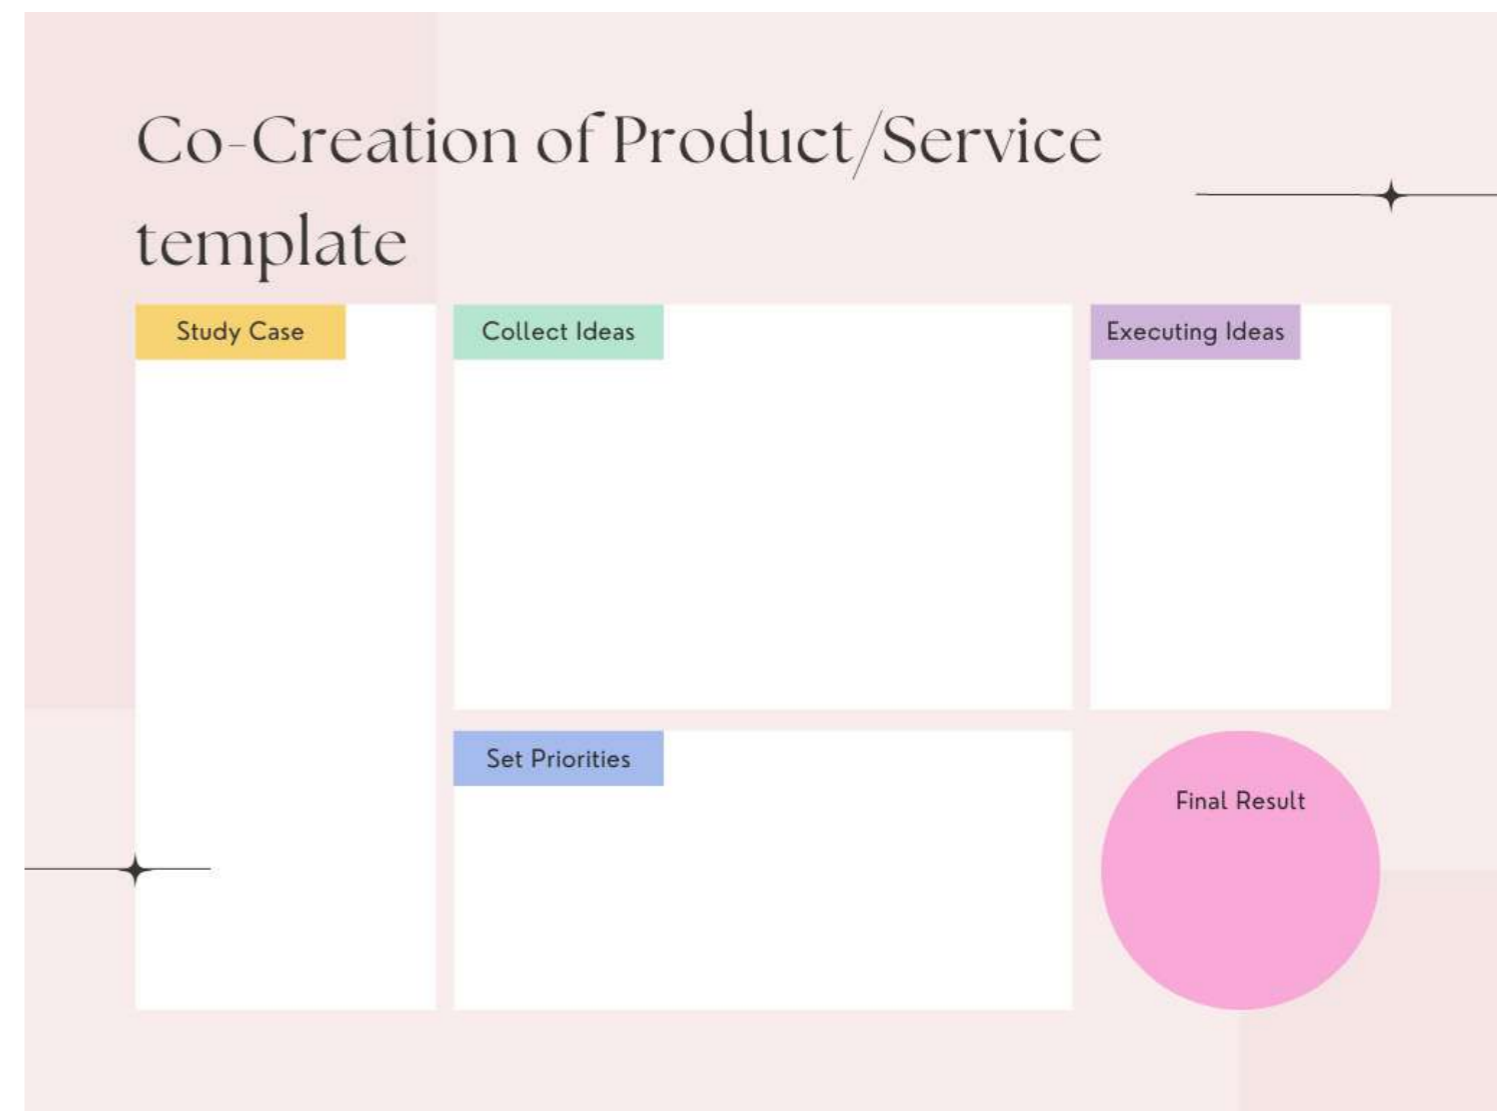 Co-Creation of Product/Service
template
Study Case
Collect Ideas
Executing Ideas
Set Priorities
Final Result